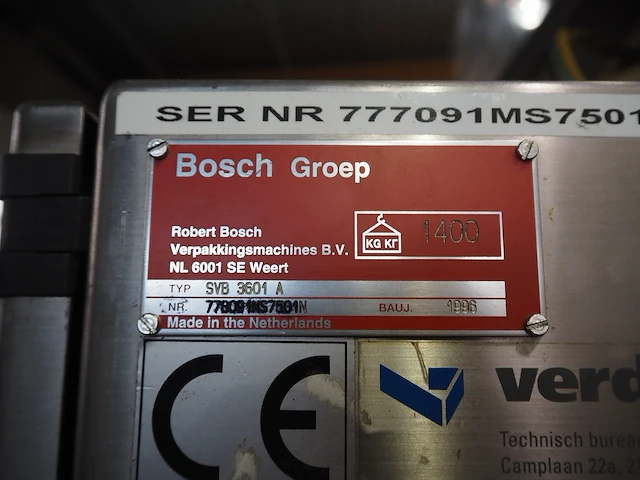 SER NR 777091MS7501
Bosch Groep
Robert Bosch
Verpakkingsmachines B.V.
NL 6001 SE Weert
KG КГ 1400
TYP SVB 3601 A
NR. BAUJ. 1996
Made in the Netherlands
CE
verd
Technisch bureau
Camplaan 22a, 2